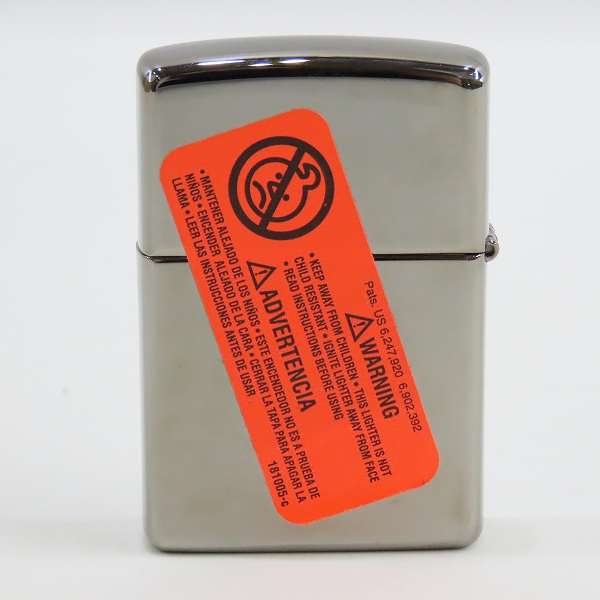 Pats. US 6,247,920 6,902,392
⚠WARNING
• KEEP AWAY FROM CHILDREN • THIS LIGHTER IS NOT
CHILD RESISTANT • IGNITE LIGHTER AWAY FROM FACE
• READ INSTRUCTIONS BEFORE USING
⚠ADVERTENCIA
• MANTENER ALEJADO DE LOS NIÑOS • ESTE ENCENDEDOR NO ES A PRUEBA DE
NIÑOS • ENCENDER ALEJADO DE LA CARA • CERRAR LA TAPA PARA APAGAR LA
LLAMA • LEER LAS INSTRUCCIONES ANTES DE USAR
181005-c